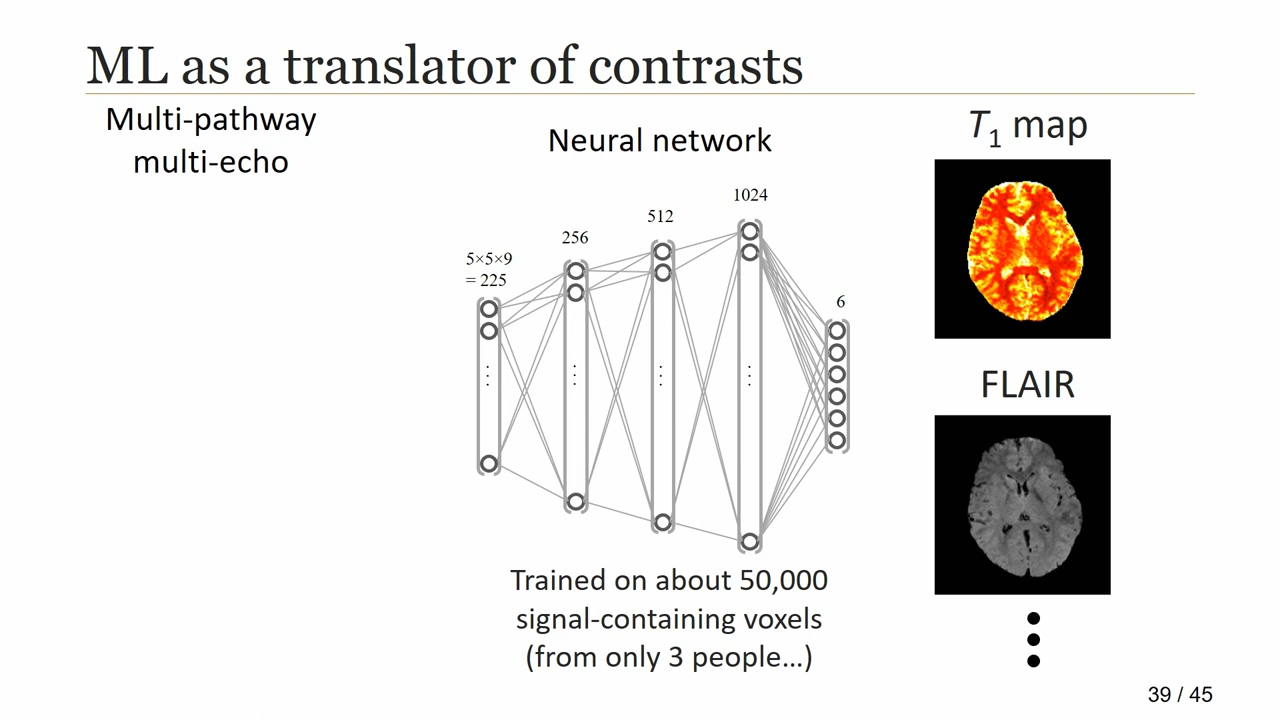 ML as a translator of contrasts
Multi-pathway
multi-echo
Neural network
5×5×9
= 225
256
512
1024
6
Trained on about 50,000
signal-containing voxels
(from only 3 people…)
T₁ map
FLAIR
39 / 45